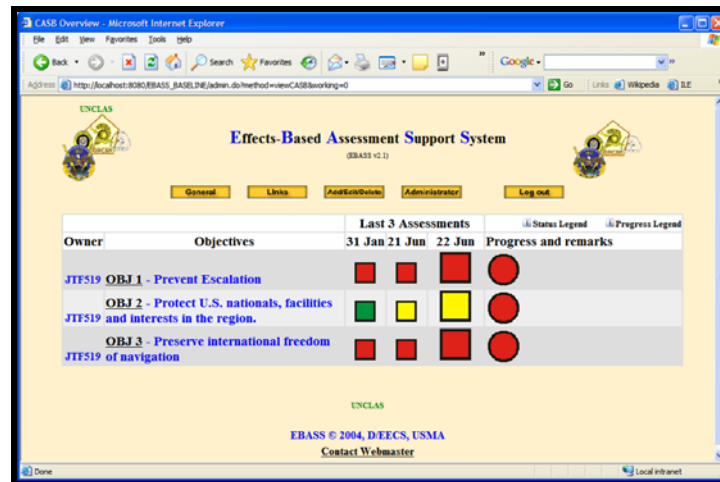 CASB Overview - Microsoft Internet Explorer
File Edit View Favorites Tools Help
Back Search Favorites Google
Address http://localhost:8080/EBASS_BASELINE/admin.do?method=viewCASB&working=0 Go Links Wikipedia ILE
UNCLAS
Effects-Based Assessment Support System
(EBASS v2.1)
General Links Add/Edit/Delete Administrator Log out
Last 3 Assessments Status Legend Progress Legend
Owner Objectives 31 Jan 21 Jun 22 Jun Progress and remarks
JTF519 OBJ 1 - Prevent Escalation
OBJ 2 - Protect U.S. nationals, facilities
JTF519 and interests in the region.
OBJ 3 - Preserve international freedom
JTF519 of navigation
UNCLAS
EBASS © 2004, D/EECS, USMA
Contact Webmaster
Done Local intranet